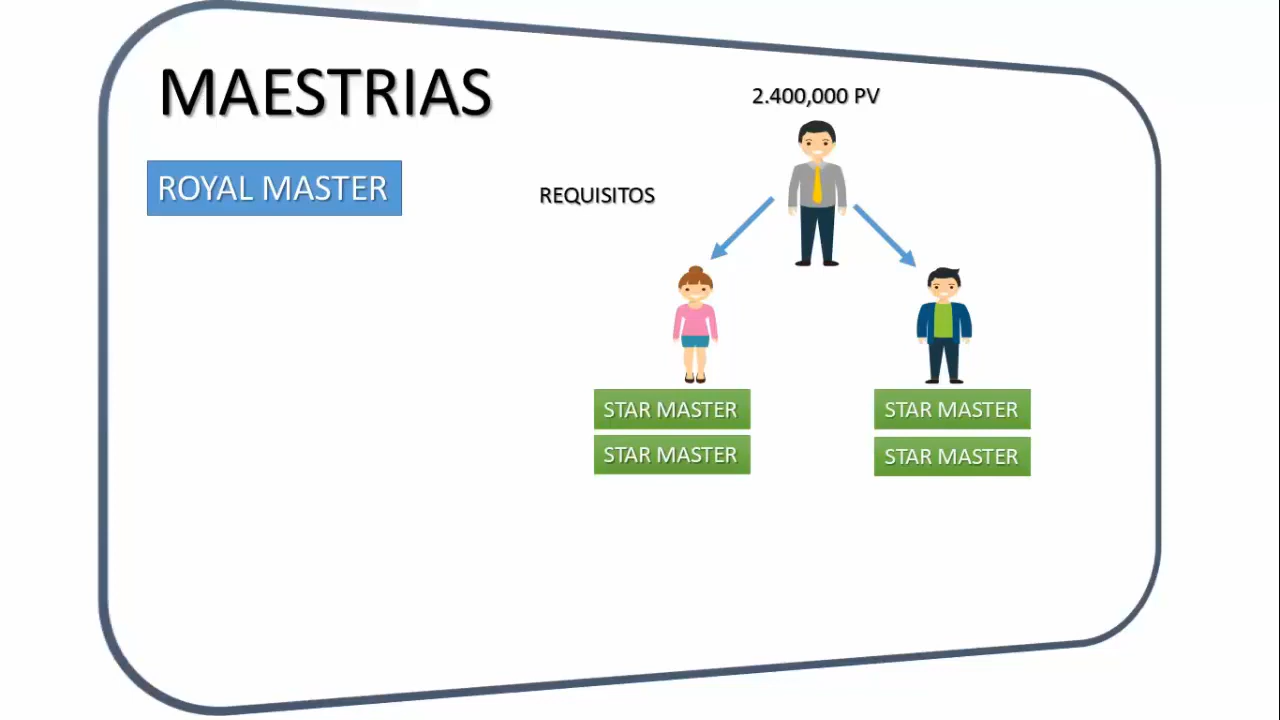 MAESTRIAS
2.400,000 PV
ROYAL MASTER
REQUISITOS
STAR MASTER
STAR MASTER
STAR MASTER
STAR MASTER